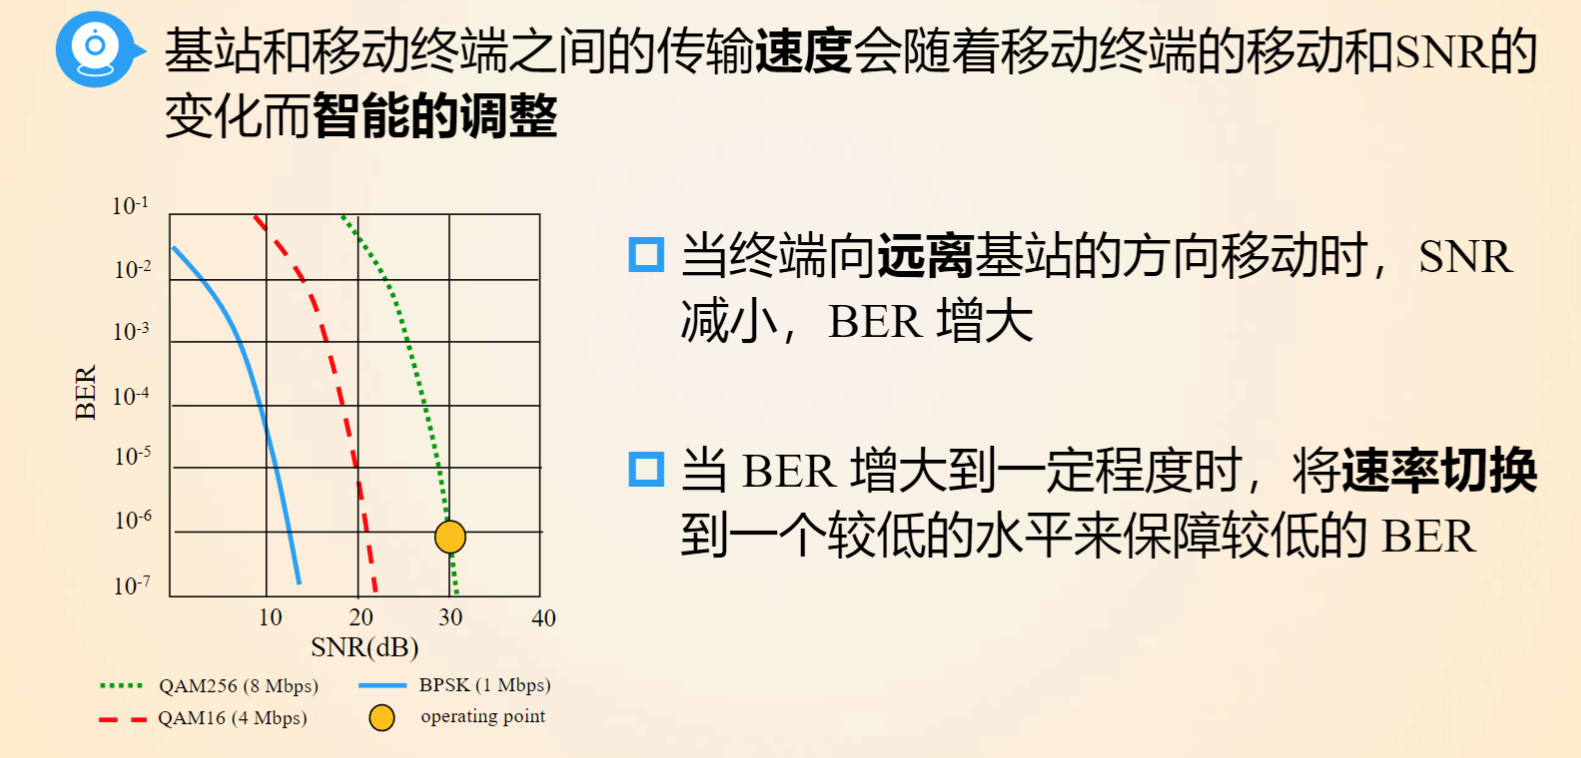 基站和移动终端之间的传输速度会随着移动终端的移动和SNR的
变化而智能的调整
10-1
10-2
10-3
10-4
10-5
10-6
10-7
BER
10 20 30 40
SNR(dB)
QAM256 (8 Mbps) BPSK (1 Mbps)
QAM16 (4 Mbps) operating point
当终端向远离基站的方向移动时，SNR
减小，BER 增大
当 BER 增大到一定程度时，将速率切换
到一个较低的水平来保障较低的 BER